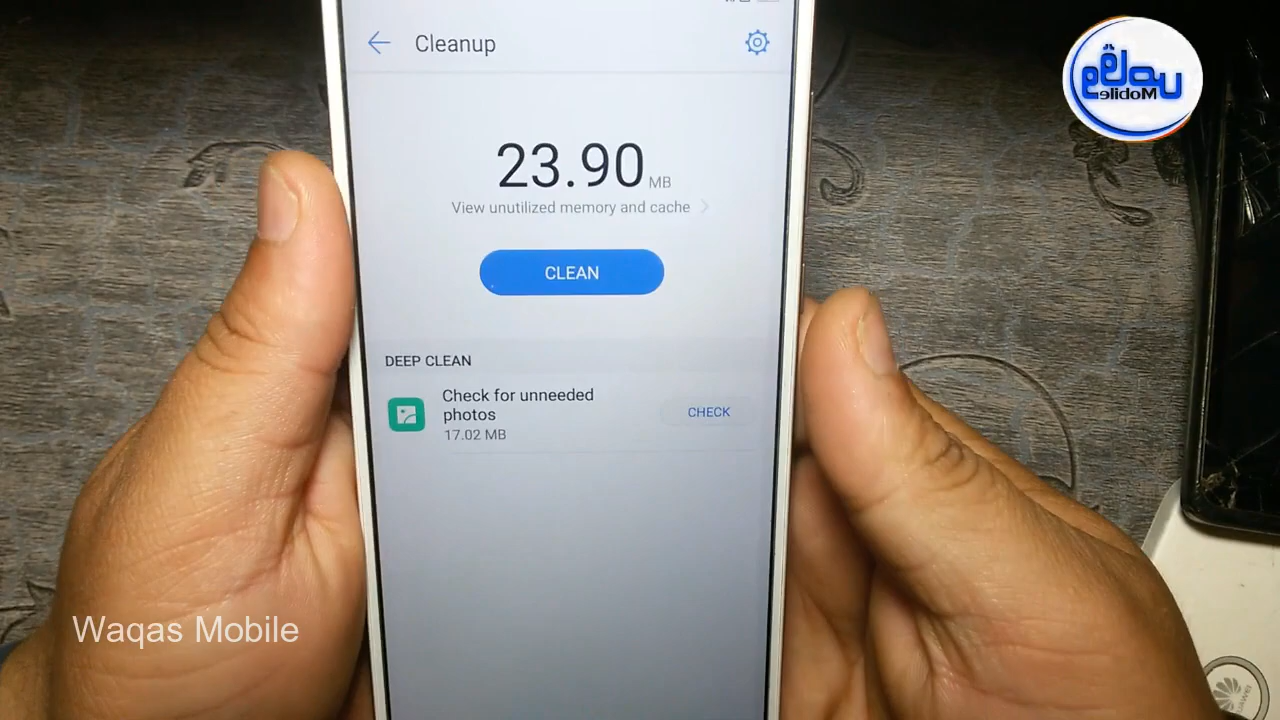 Cleanup
23.90 MB
View unutilized memory and cache
CLEAN
DEEP CLEAN
Check for unneeded
photos
17.02 MB
CHECK
Waqas Mobile
Mobile
HUAWEI